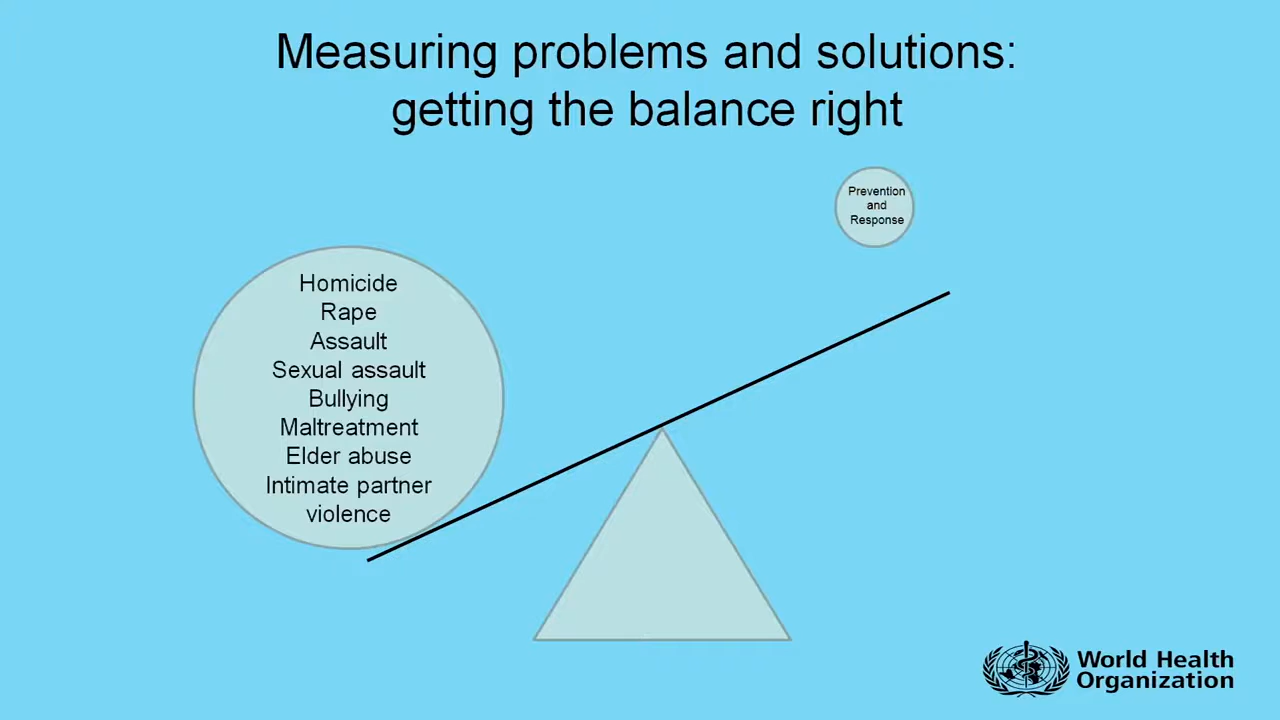 Measuring problems and solutions:
getting the balance right
Prevention
and
Response
Homicide
Rape
Assault
Sexual assault
Bullying
Maltreatment
Elder abuse
Intimate partner
violence
World Health
Organization